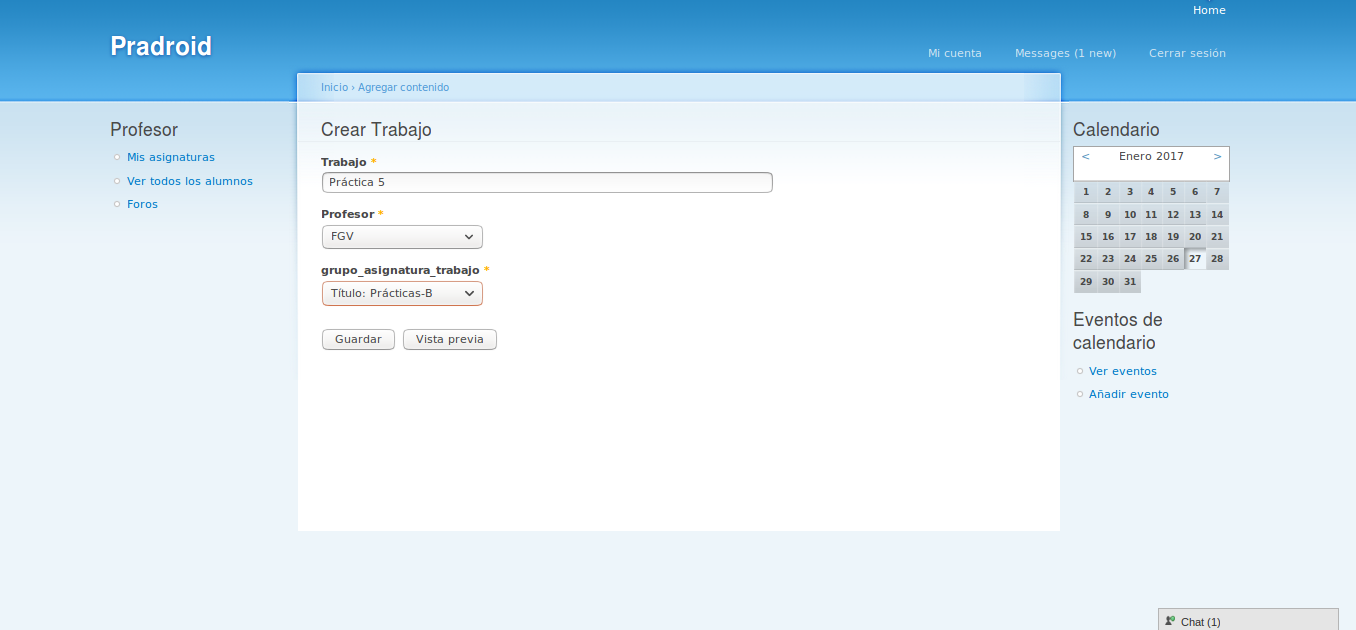 Home
Pradroid
Mi cuenta Messages (1 new) Cerrar sesión
Inicio › Agregar contenido
Profesor
Mis asignaturas
Ver todos los alumnos
Foros
Crear Trabajo
Trabajo *
Práctica 5
Profesor *
FGV
grupo_asignatura_trabajo *
Título: Prácticas-B
Guardar Vista previa
Calendario
< Enero 2017 >
1 2 3 4 5 6 7
8 9 10 11 12 13 14
15 16 17 18 19 20 21
22 23 24 25 26 27 28
29 30 31
Eventos de
calendario
Ver eventos
Añadir evento
Chat (1)